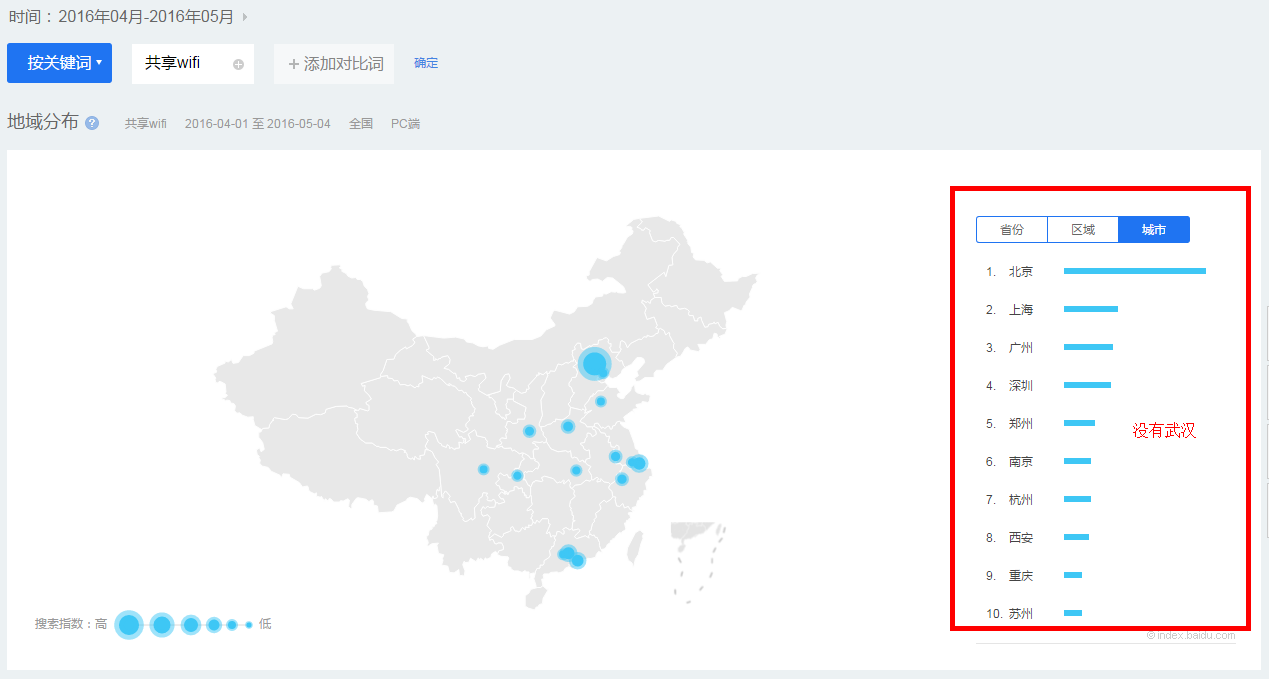 时间：2016年04月-2016年05月
按关键词 共享wifi + 添加对比词 确定
地域分布 ? 共享wifi 2016-04-01 至 2016-05-04 全国 PC端
省份 区域 城市
1. 北京
2. 上海
3. 广州
4. 深圳
5. 郑州
没有武汉
6. 南京
7. 杭州
8. 西安
9. 重庆
10. 苏州
搜索指数：高 低
©index.baidu.com